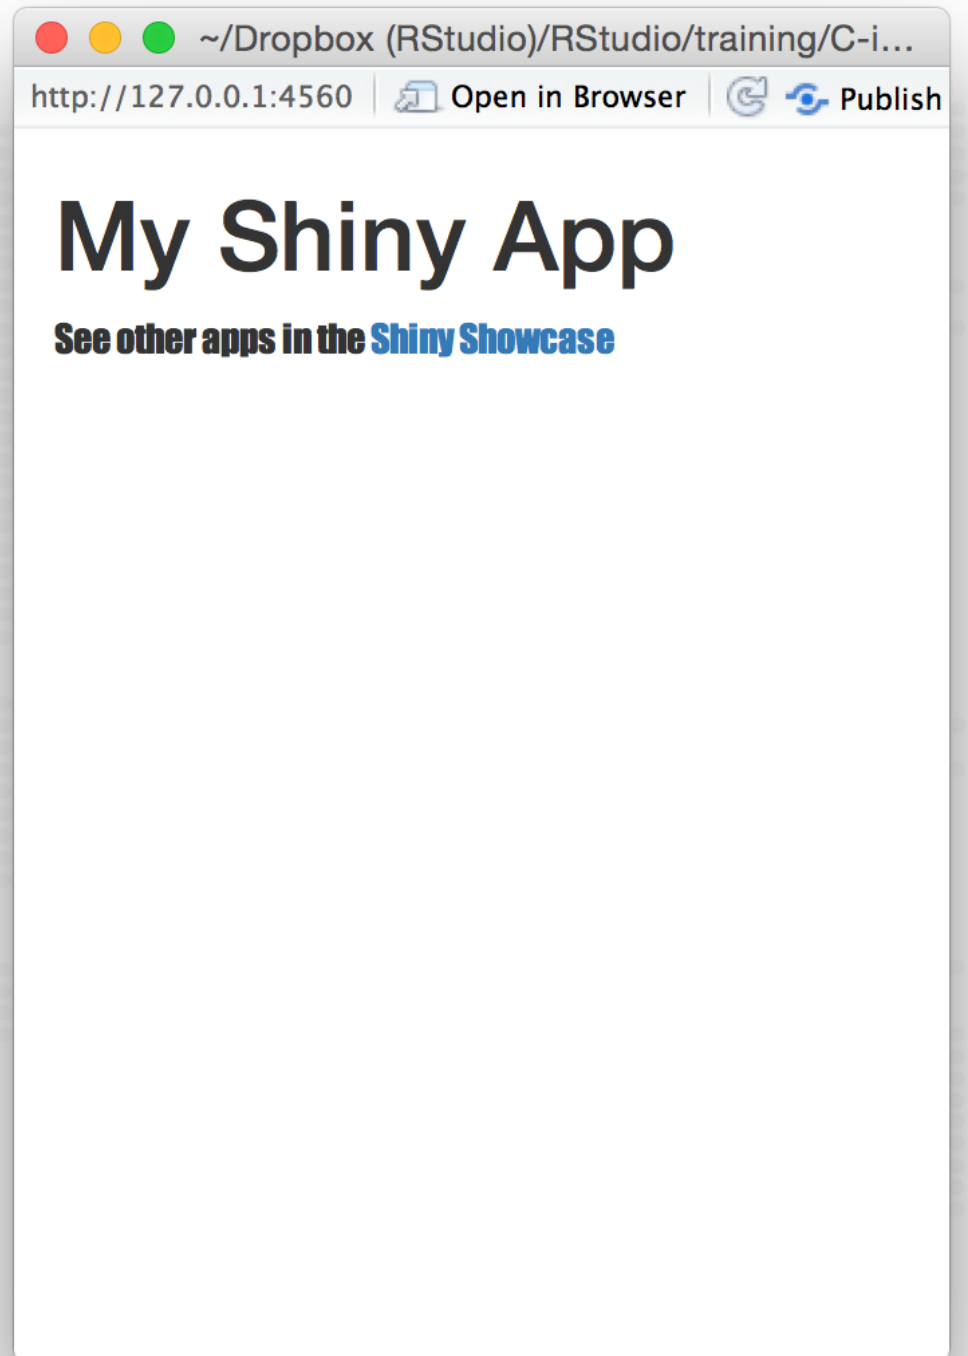 ~/Dropbox (RStudio)/RStudio/training/C-i...
http://127.0.0.1:4560 Open in Browser Publish
My Shiny App
See other apps in the Shiny Showcase